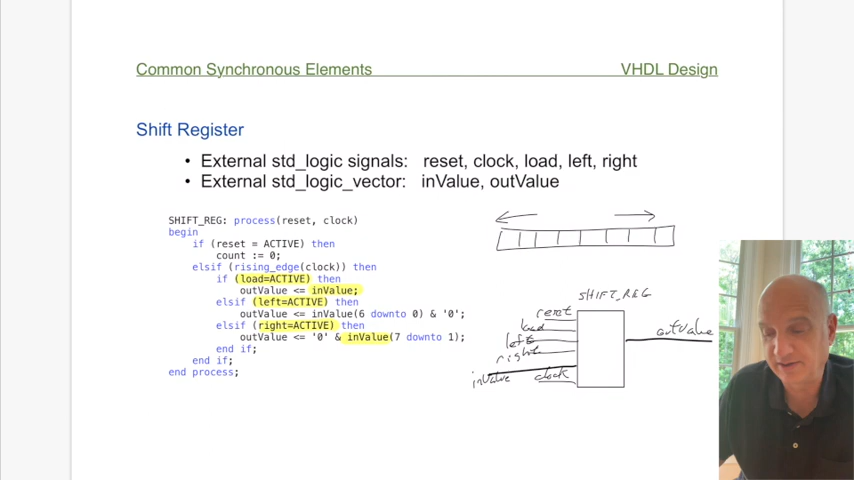 Common Synchronous Elements VHDL Design
Shift Register
• External std_logic signals: reset, clock, load, left, right
• External std_logic_vector: inValue, outValue
SHIFT_REG: process(reset, clock)
begin
if (reset = ACTIVE) then
count := 0;
elsif (rising_edge(clock)) then
if (load=ACTIVE) then
outValue <= inValue;
elsif (left=ACTIVE) then
outValue <= inValue(6 downto 0) & '0';
elsif (right=ACTIVE) then
outValue <= '0' & inValue(7 downto 1);
end if;
end if;
end process;
SHIFT_REG
reset
load
left
right
inValue
clock
outValue